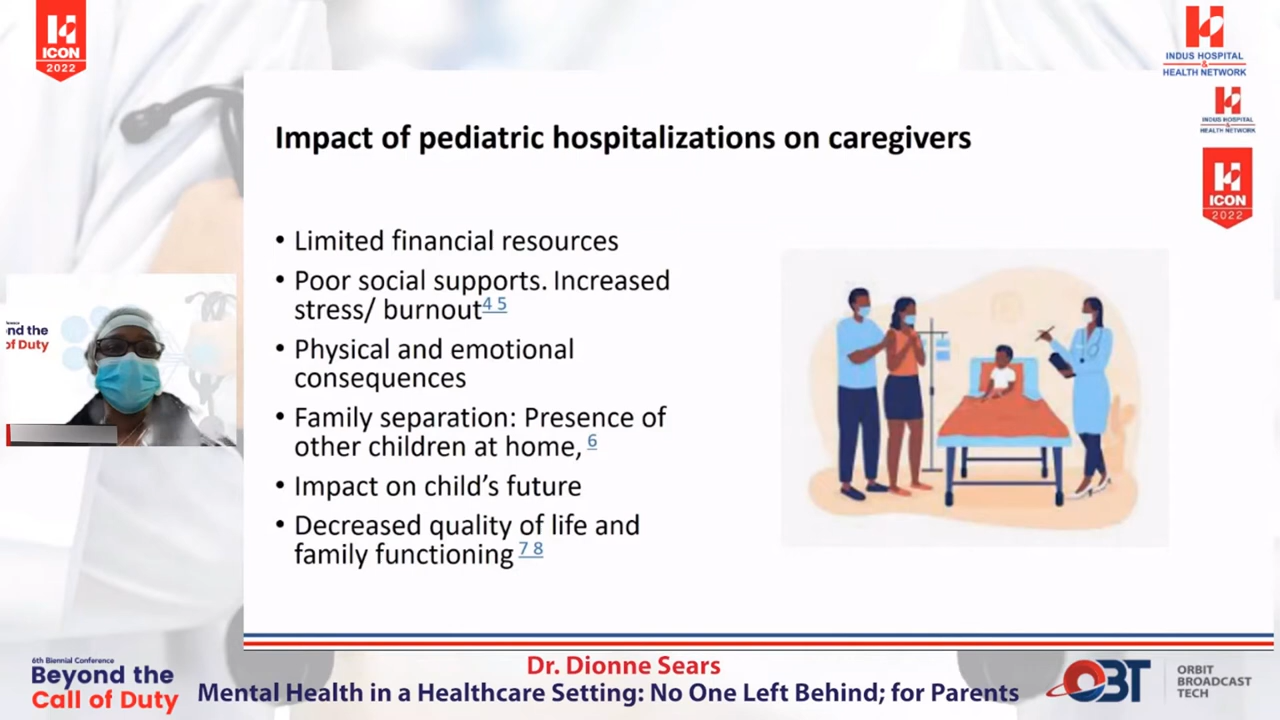 ICON
2022
INDUS HOSPITAL
&
HEALTH NETWORK
INDUS HOSPITAL
&
HEALTH NETWORK
ICON
2022
Impact of pediatric hospitalizations on caregivers
• Limited financial resources
• Poor social supports. Increased
stress/ burnout4 5
• Physical and emotional
consequences
• Family separation: Presence of
other children at home, 6
• Impact on child's future
• Decreased quality of life and
family functioning 7 8
nd the
of Duty
6th Biennial Conference
Beyond the
Call of Duty
Dr. Dionne Sears
Mental Health in a Healthcare Setting: No One Left Behind; for Parents
OBT
ORBIT
BROADCAST
TECH